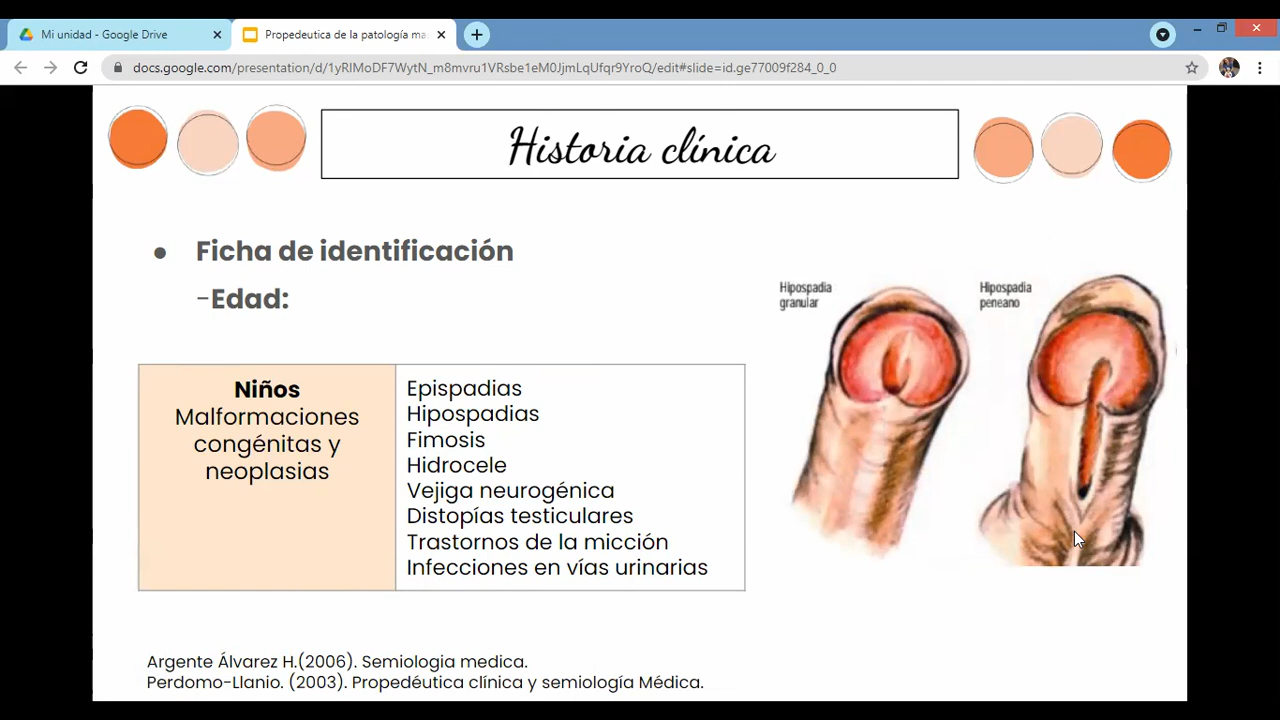 Mi unidad - Google Drive
Propedeutica de la patología ma
docs.google.com/presentation/d/1yRIMoDF7WytN_m8mvru1VRsbe1eM0JjmLqUfqr9YroQ/edit#slide=id.ge77009f284_0_0
Historia clínica
● Ficha de identificación
-Edad:
Hipospadia
granular
Hipospadia
peneano
Niños
Malformaciones
congénitas y
neoplasias
Epispadias
Hipospadias
Fimosis
Hidrocele
Vejiga neurogénica
Distopías testiculares
Trastornos de la micción
Infecciones en vías urinarias
Argente Álvarez H.(2006). Semiologia medica.
Perdomo-Llanio. (2003). Propedéutica clínica y semiología Médica.